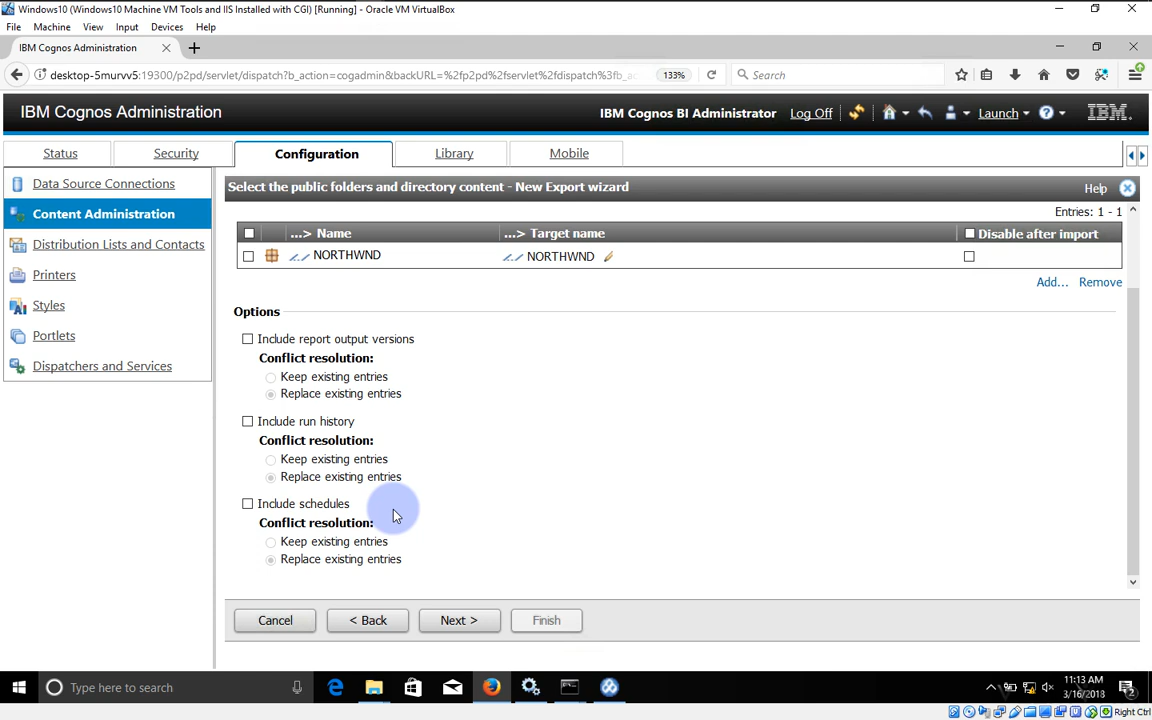 Windows10 (Windows10 Machine VM Tools and IIS Installed with CGI) [Running] - Oracle VM VirtualBox
File Machine View Input Devices Help
IBM Cognos Administration
desktop-5murvv5:19300/p2pd/servlet/dispatch?b_action=cogadmin&backURL=%2fp2pd%2fservlet%2fdispatch%3fb_ac 133% Search
IBM Cognos Administration IBM Cognos BI Administrator Log Off Launch IBM.
Status Security Configuration Library Mobile
Data Source Connections
Content Administration
Distribution Lists and Contacts
Printers
Styles
Portlets
Dispatchers and Services
Select the public folders and directory content - New Export wizard Help
Entries: 1 - 1
...> Name ...> Target name Disable after import
NORTHWND NORTHWND
Add... Remove
Options
Include report output versions
Conflict resolution:
Keep existing entries
Replace existing entries
Include run history
Conflict resolution:
Keep existing entries
Replace existing entries
Include schedules
Conflict resolution:
Keep existing entries
Replace existing entries
Cancel < Back Next > Finish
Type here to search
11:13 AM
3/16/2018
2
Right Ctrl